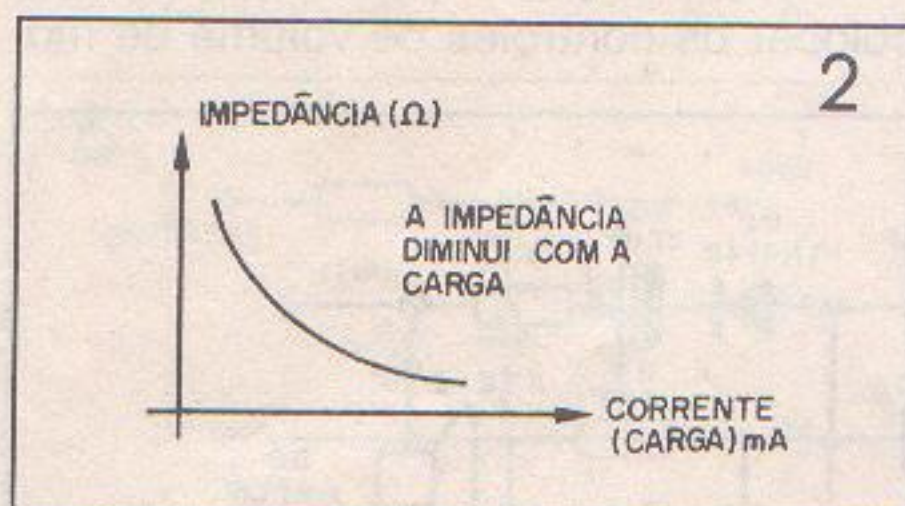 2
IMPEDÂNCIA (Ω)
A IMPEDÂNCIA
DIMINUI COM A
CARGA
CORRENTE
(CARGA) mA